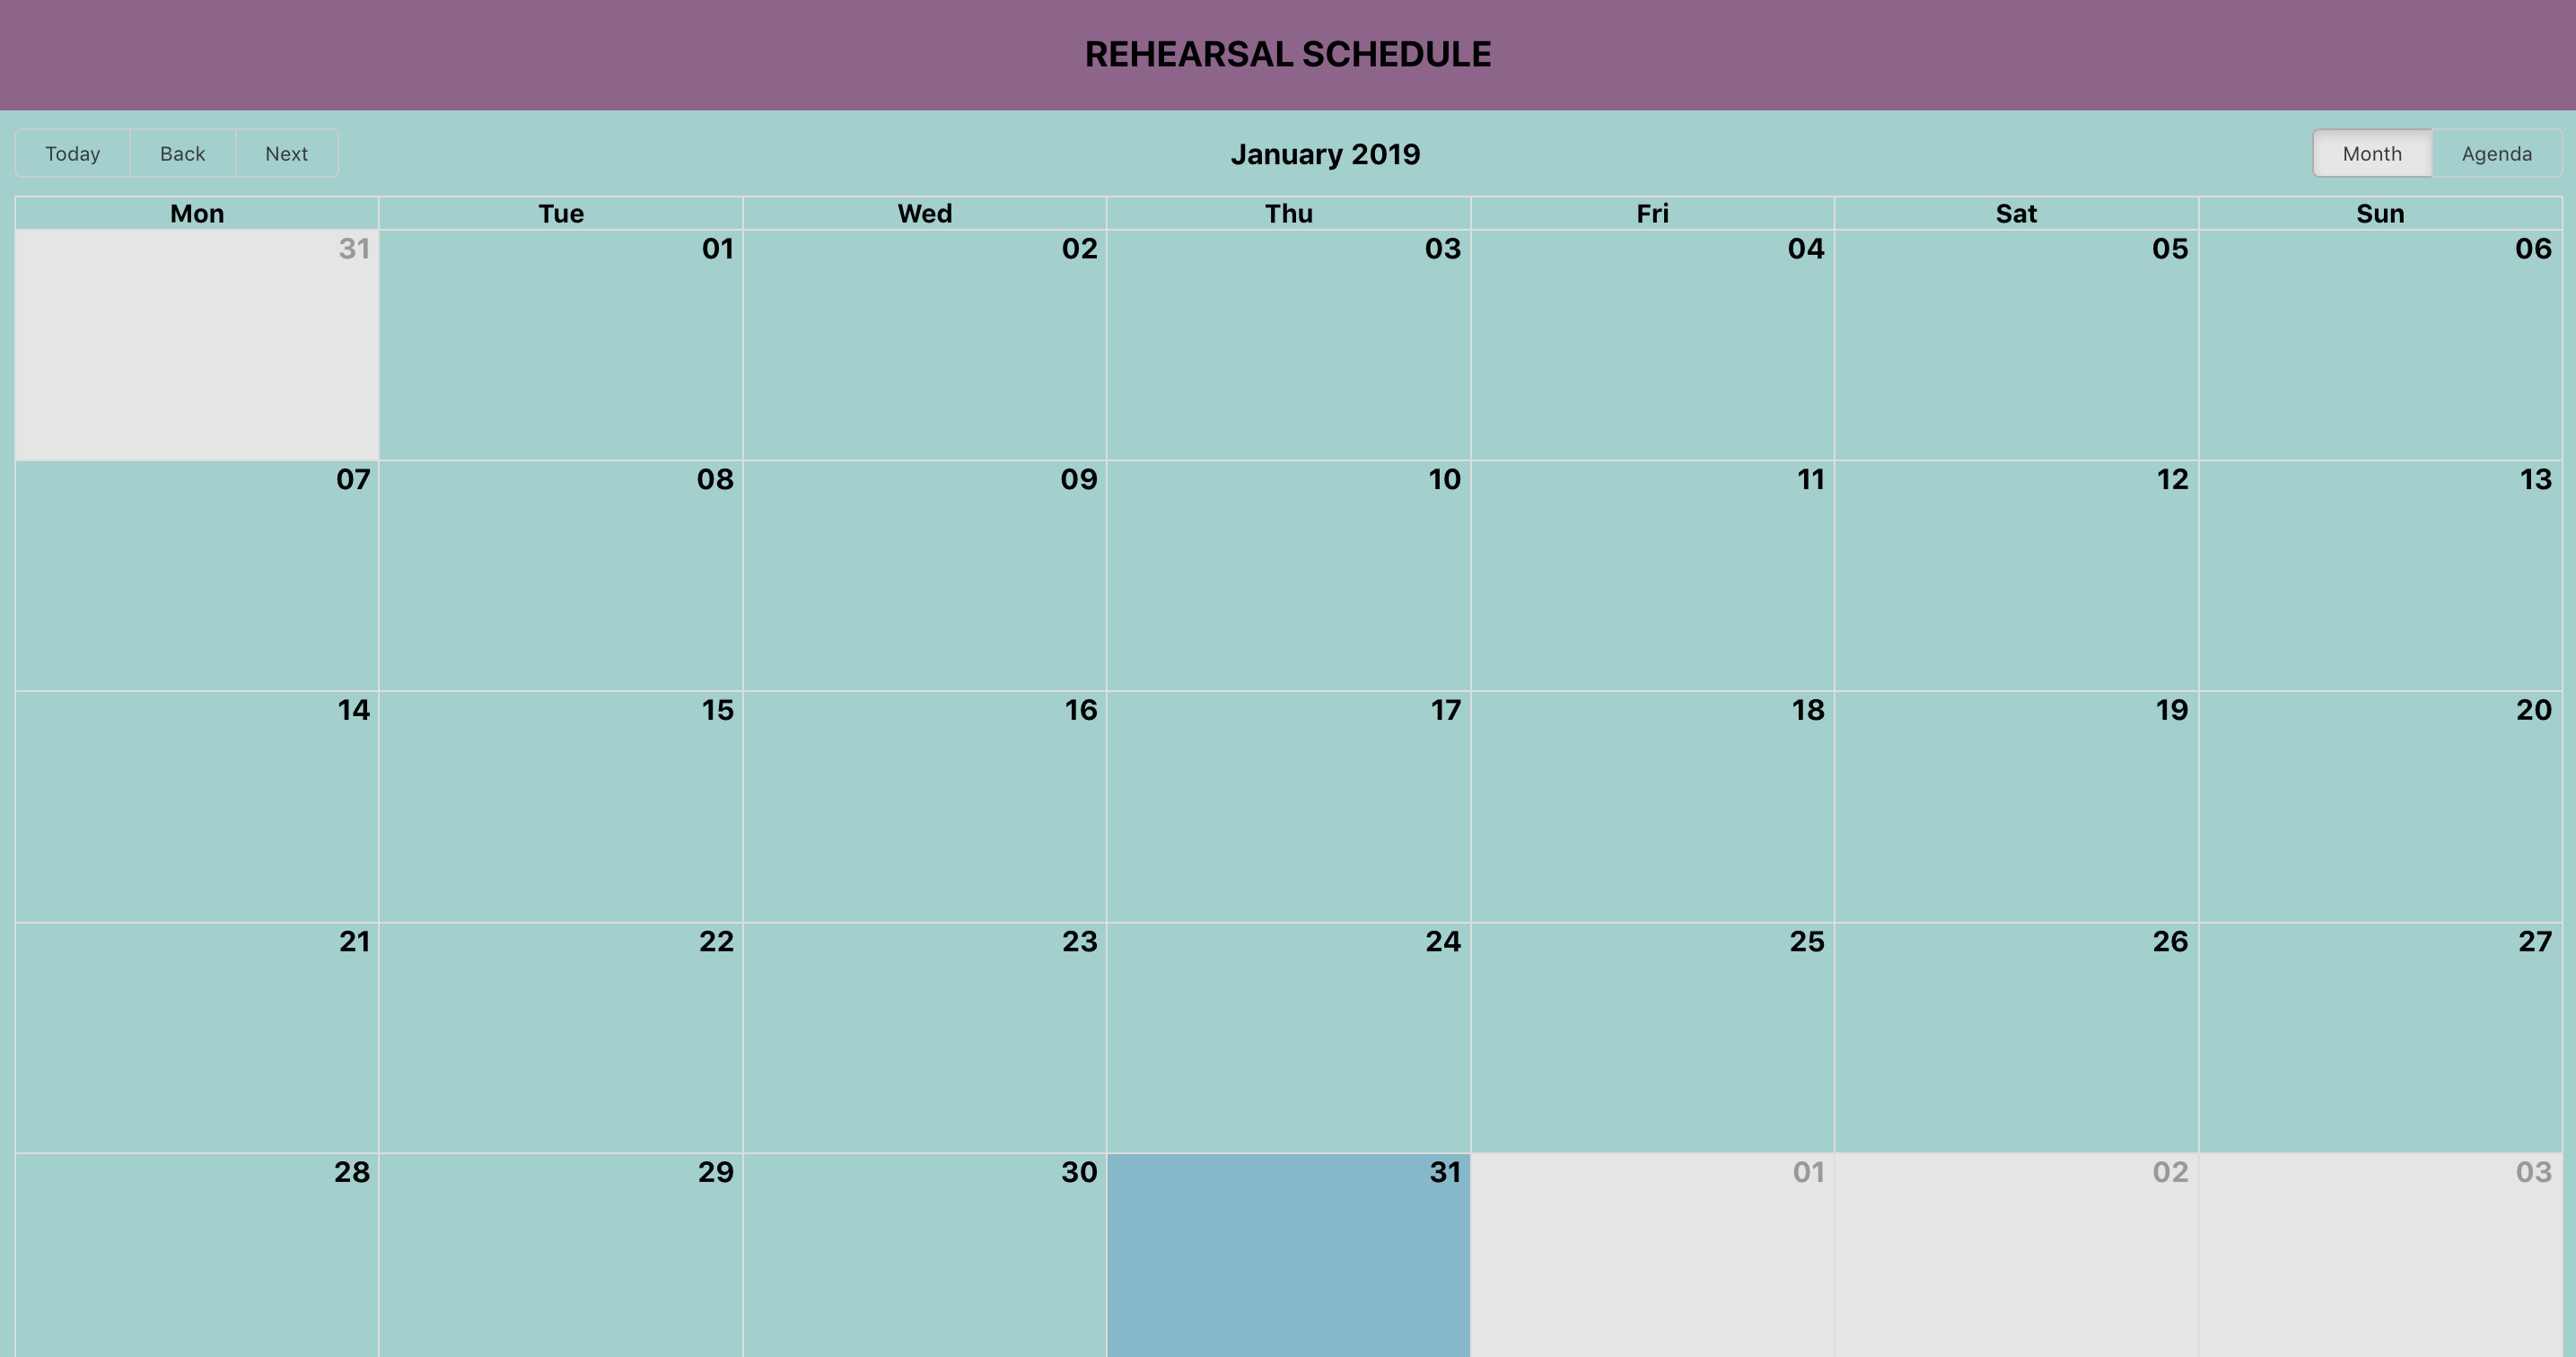 REHEARSAL SCHEDULE
Today Back Next January 2019 Month Agenda
Mon Tue Wed Thu Fri Sat Sun
31 01 02 03 04 05 06
07 08 09 10 11 12 13
14 15 16 17 18 19 20
21 22 23 24 25 26 27
28 29 30 31 01 02 03